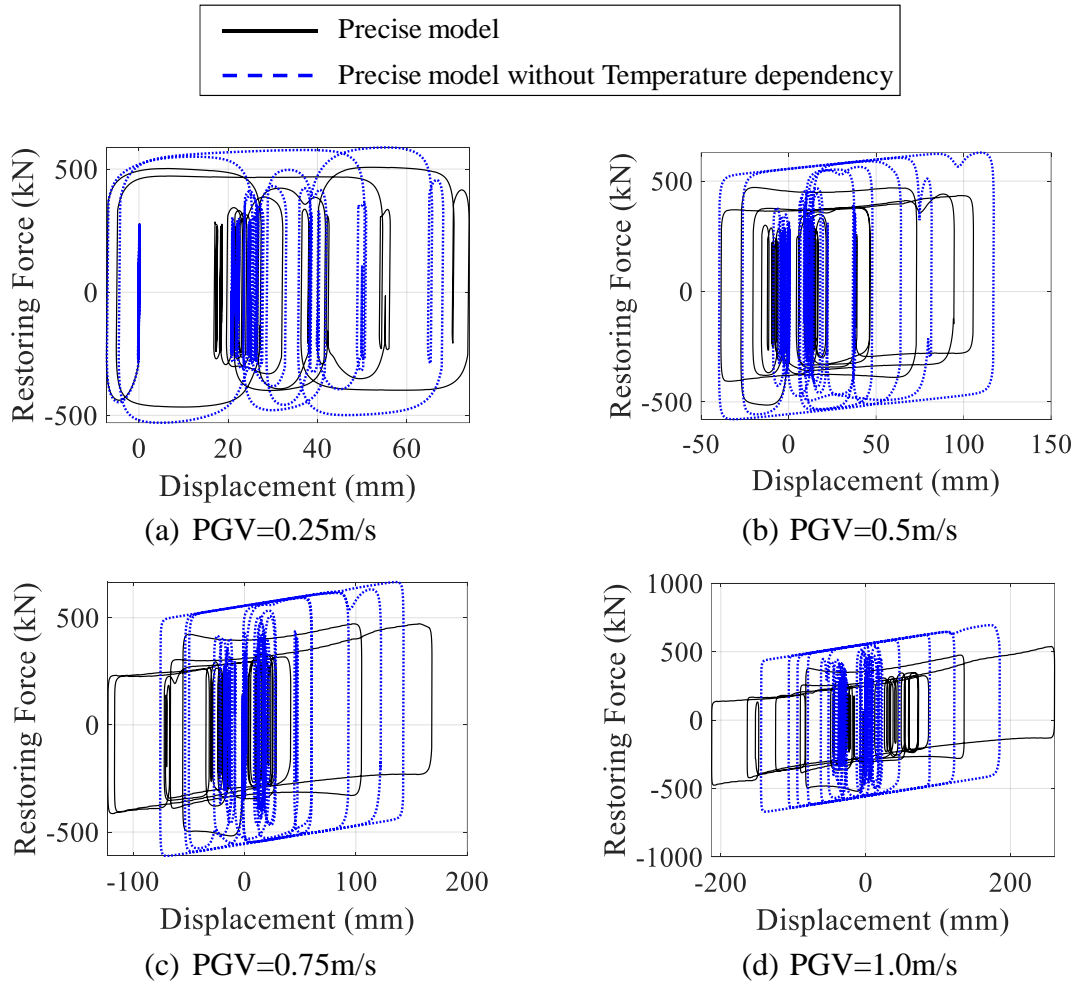 Precise model
Precise model without Temperature dependency
Restoring Force (kN)
500
0
-500
0
20
40
60
Displacement (mm)
(a) PGV=0.25m/s
Restoring Force (kN)
500
0
-500
-50
0
50
100
150
Displacement (mm)
(b) PGV=0.5m/s
Restoring Force (kN)
500
0
-500
-100
0
100
200
Displacement (mm)
(c) PGV=0.75m/s
Restoring Force (kN)
1000
500
0
-500
-1000
-200
0
200
Displacement (mm)
(d) PGV=1.0m/s